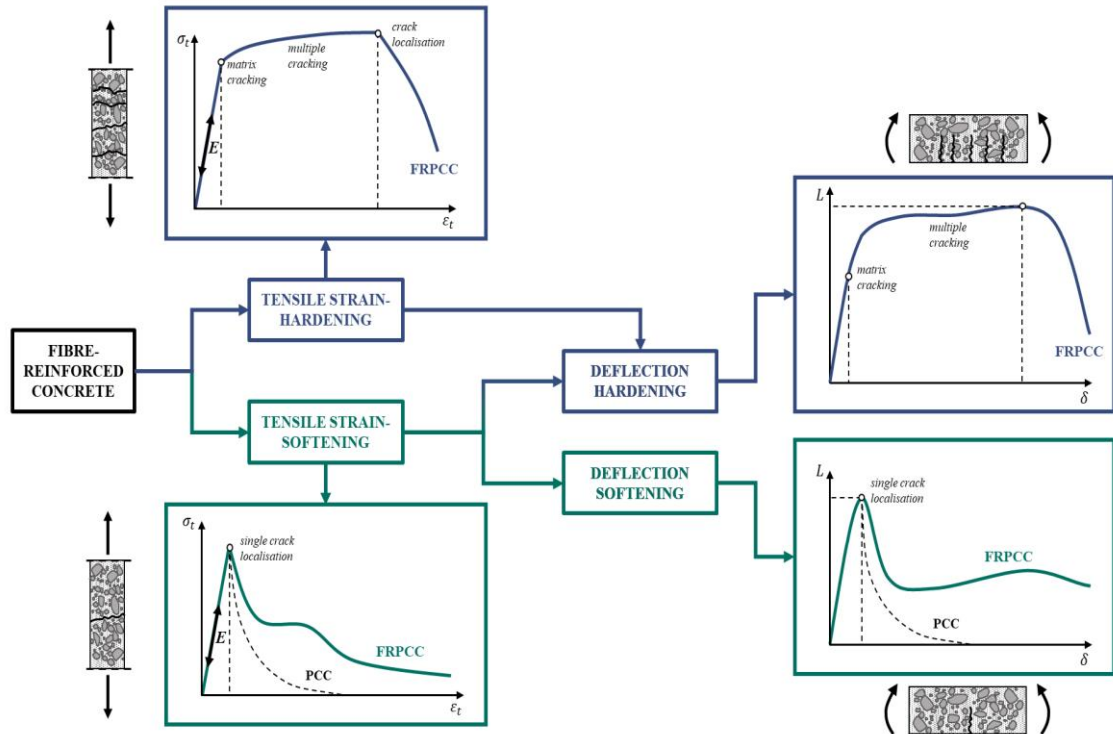 σt
crack
localisation
multiple
cracking
matrix
cracking
E
FRPCC
εt
TENSILE STRAIN-
HARDENING
FIBRE-
REINFORCED
CONCRETE
TENSILE STRAIN-
SOFTENING
DEFLECTION
HARDENING
DEFLECTION
SOFTENING
L
multiple
cracking
matrix
cracking
FRPCC
δ
σt
single crack
localisation
E
FRPCC
PCC
εt
L
single crack
localisation
FRPCC
PCC
δ